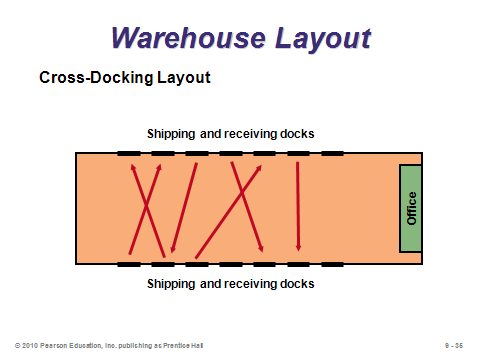 Warehouse Layout
Cross-Docking Layout
Shipping and receiving docks
Office
Shipping and receiving docks
© 2010 Pearson Education, Inc. publishing as Prentice Hall
9 - 35